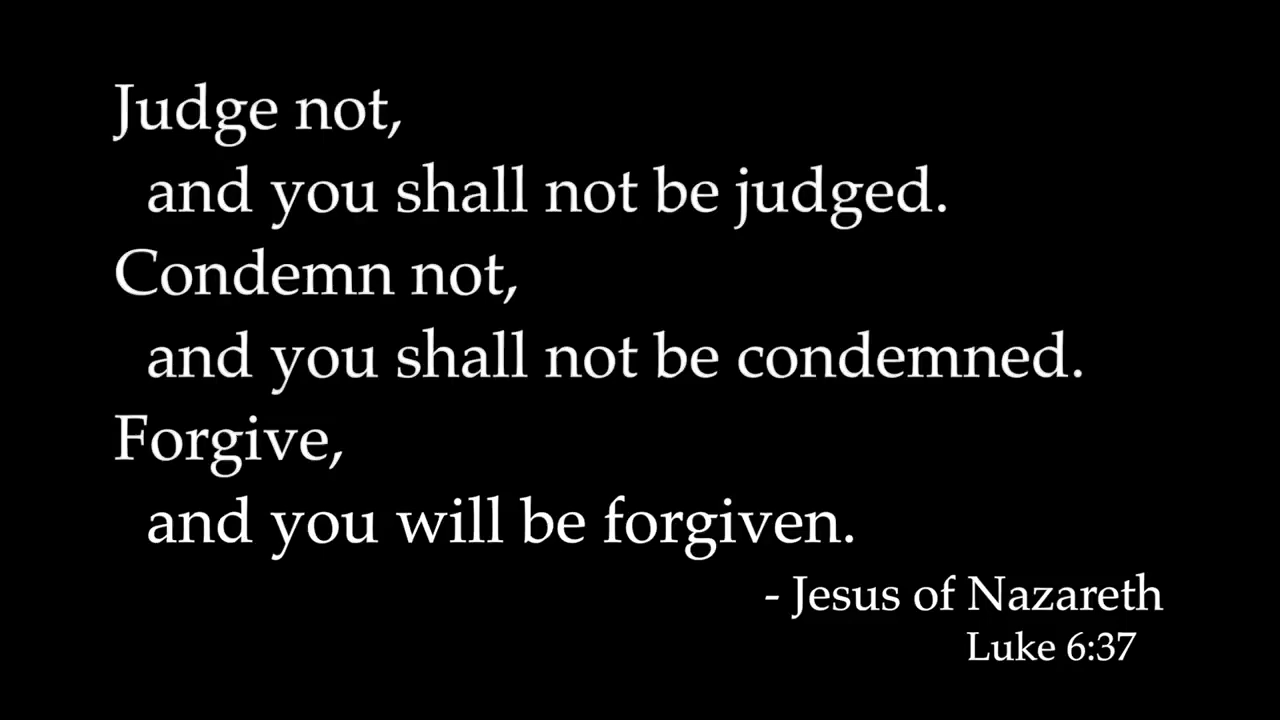 Judge not,
and you shall not be judged.
Condemn not,
and you shall not be condemned.
Forgive,
and you will be forgiven.
- Jesus of Nazareth
Luke 6:37